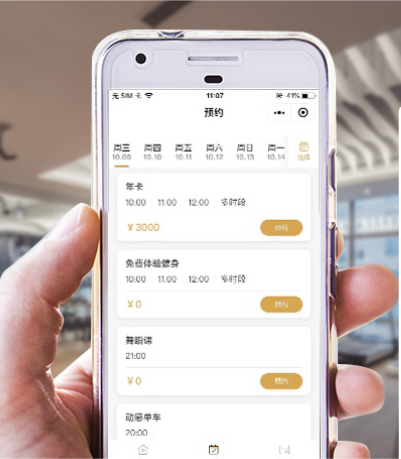 无 SIM 卡 11:07 41%
预约
周三 周四 周五 周六 周日 周一
10.09 10.10 10.11 10.12 10.13 10.14 选择
年卡
10:00 11:00 12:00 多时段
￥3000 预约
免费体验健身
10:00 11:00 12:00 多时段
￥0 预约
舞蹈课
21:00
￥0 预约
动感单车
20:00